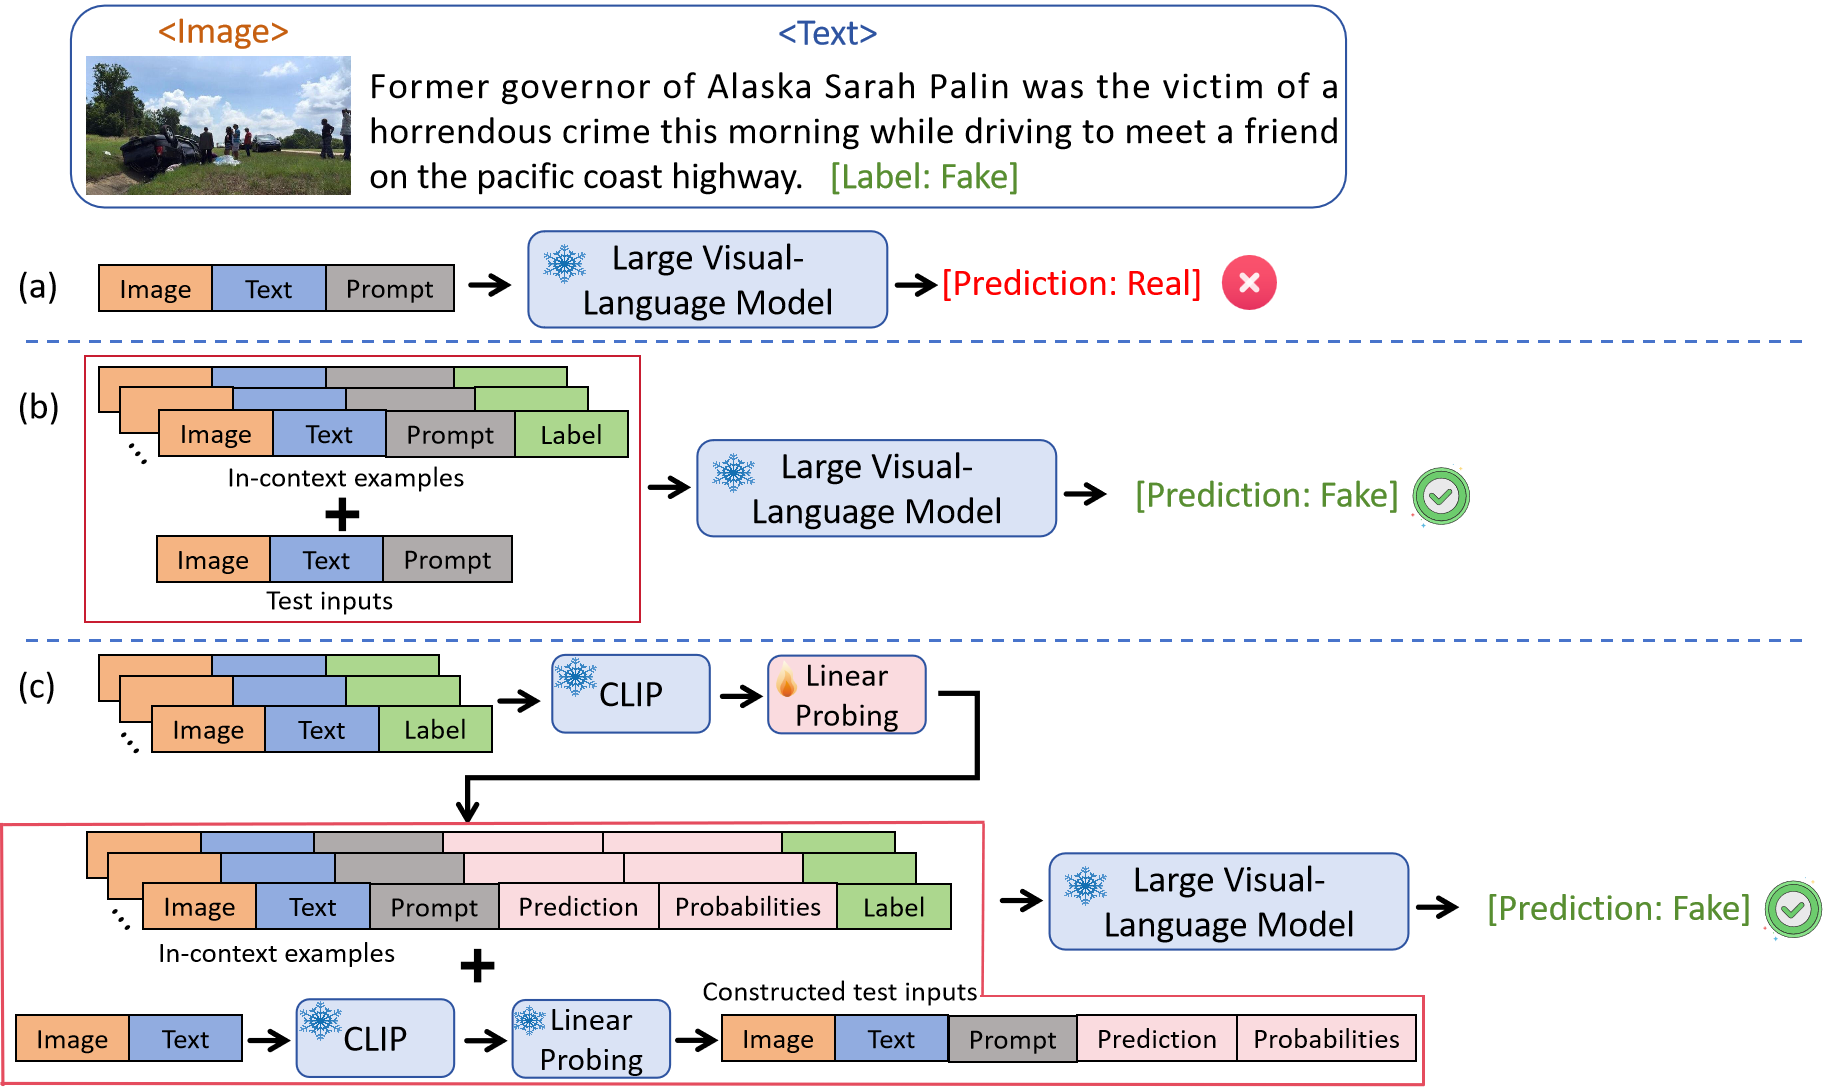 <Image>
<Text>
Former governor of Alaska Sarah Palin was the victim of a
horrendous crime this morning while driving to meet a friend
on the pacific coast highway. [Label: Fake]
(a)
Image Text Prompt
Large Visual-
Language Model
[Prediction: Real]
(b)
Image Text Prompt Label
In-context examples
+
Image Text Prompt
Test inputs
Large Visual-
Language Model
[Prediction: Fake]
(c)
Image Text Label
CLIP
Linear
Probing
Image Text Prompt Prediction Probabilities Label
In-context examples
+
Image Text
CLIP
Linear
Probing
Constructed test inputs
Image Text Prompt Prediction Probabilities
Large Visual-
Language Model
[Prediction: Fake]